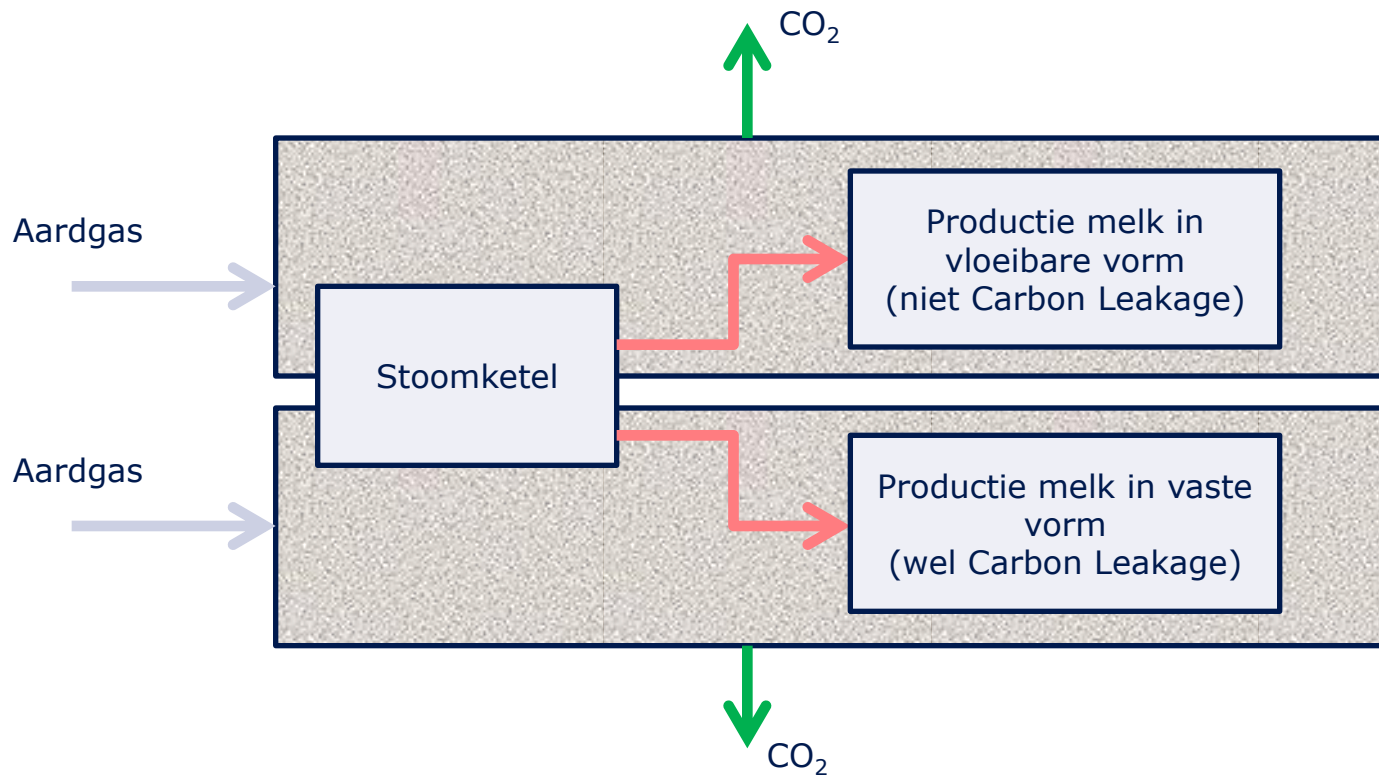 CO₂
Aardgas
Productie melk in
vloeibare vorm
(niet Carbon Leakage)
Stoomketel
Aardgas
Productie melk in vaste
vorm
(wel Carbon Leakage)
CO₂